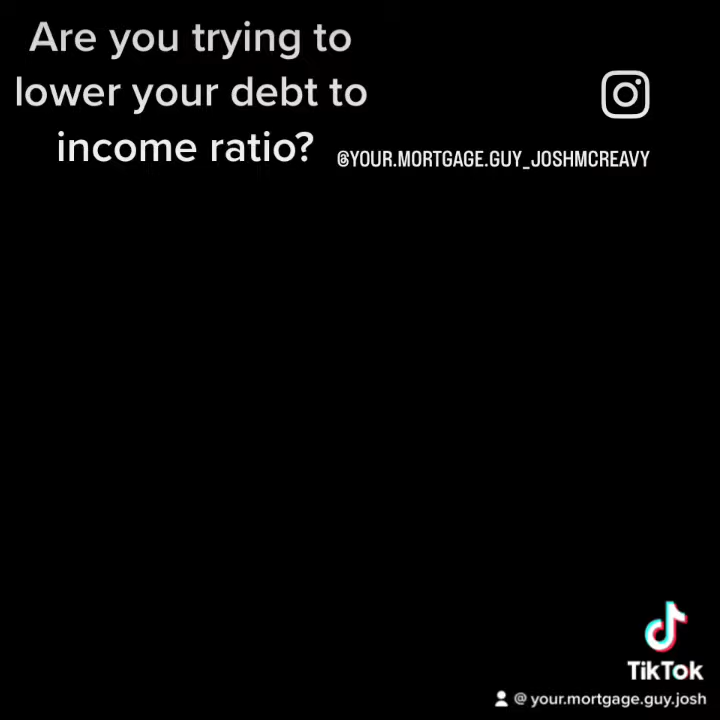 Are you trying to
lower your debt to
income ratio?
@YOUR.MORTGAGE.GUY_JOSHMCREAVY
TikTok
@ your.mortgage.guy.josh